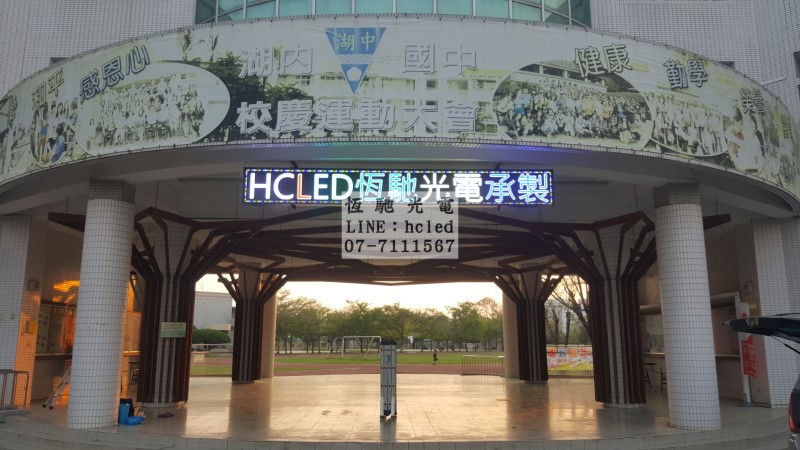 湖中
湖內 國中
校慶運動大會
和平
感恩心
健康
勤學
HCLED恆馳光電承製
恆馳光電
LINE：hcled
07-7111567